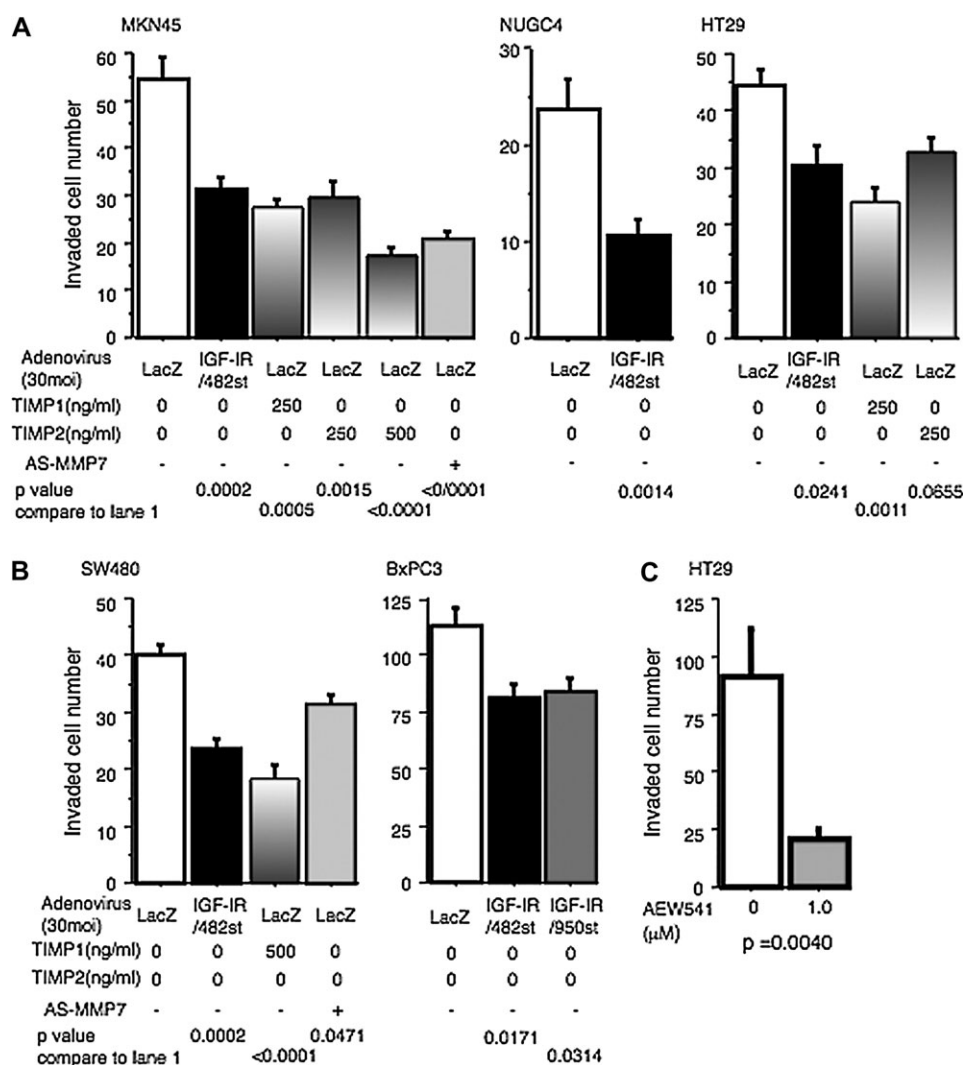 A
MKN45
NUGC4
HT29
Invaded cell number
60
50
40
30
20
10
0
30
20
10
0
50
40
30
20
10
0
Adenovirus (30moi) LacZ IGF-IR/482st LacZ LacZ LacZ LacZ LacZ IGF-IR/482st LacZ IGF-IR/482st LacZ LacZ
TIMP1(ng/ml) 0 0 250 0 0 0 0 0 0 0 250 0
TIMP2(ng/ml) 0 0 0 250 500 0 0 0 0 0 0 250
AS-MMP7 - - - - - + - - - - - -
p value 0.0002 0.0015 <0/0001 0.0014 0.0241 0.0655
compare to lane 1 0.0005 <0.0001 0.0011
B
SW480
BxPC3
Invaded cell number
50
40
30
20
10
0
125
100
75
50
25
0
Adenovirus (30moi) LacZ IGF-IR/482st LacZ LacZ LacZ IGF-IR/482st IGF-IR/950st
TIMP1(ng/ml) 0 0 500 0 0 0 0
TIMP2(ng/ml) 0 0 0 0 0 0 0
AS-MMP7 - - - + - - -
p value 0.0002 0.0471 0.0171
compare to lane 1 <0.0001 0.0314
C
HT29
Invaded cell number
125
100
75
50
25
0
AEW541 0 1.0
(μM)
p =0.0040